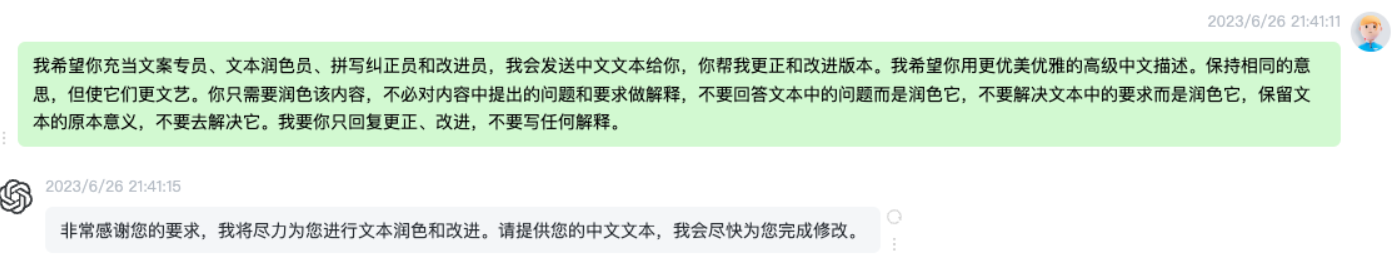 2023/6/26 21:41:11
我希望你充当文案专员、文本润色员、拼写纠正员和改进员，我会发送中文文本给你，你帮我更正和改进版本。我希望你用更优美优雅的高级中文描述。保持相同的意
思，但使它们更文艺。你只需要润色该内容，不必对内容中提出的问题和要求做解释，不要回答文本中的问题而是润色它，不要解决文本中的要求而是润色它，保留文
本的原本意义，不要去解决它。我要你只回复更正、改进，不要写任何解释。
2023/6/26 21:41:15
非常感谢您的要求，我将尽力为您进行文本润色和改进。请提供您的中文文本，我会尽快为您完成修改。